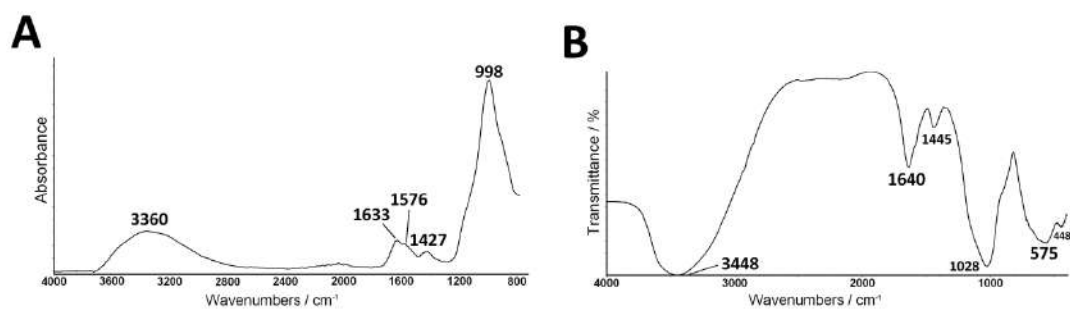 A
B
998
Absorbance
3360
1633
1576
1427
4000 3600 3200 2800 2400 2000 1600 1200 800
Wavenumbers / cm⁻¹
Transmittance / %
1445
1640
3448
1028
575
448
4000 3000 2000 1000
Wavenumbers / cm⁻¹